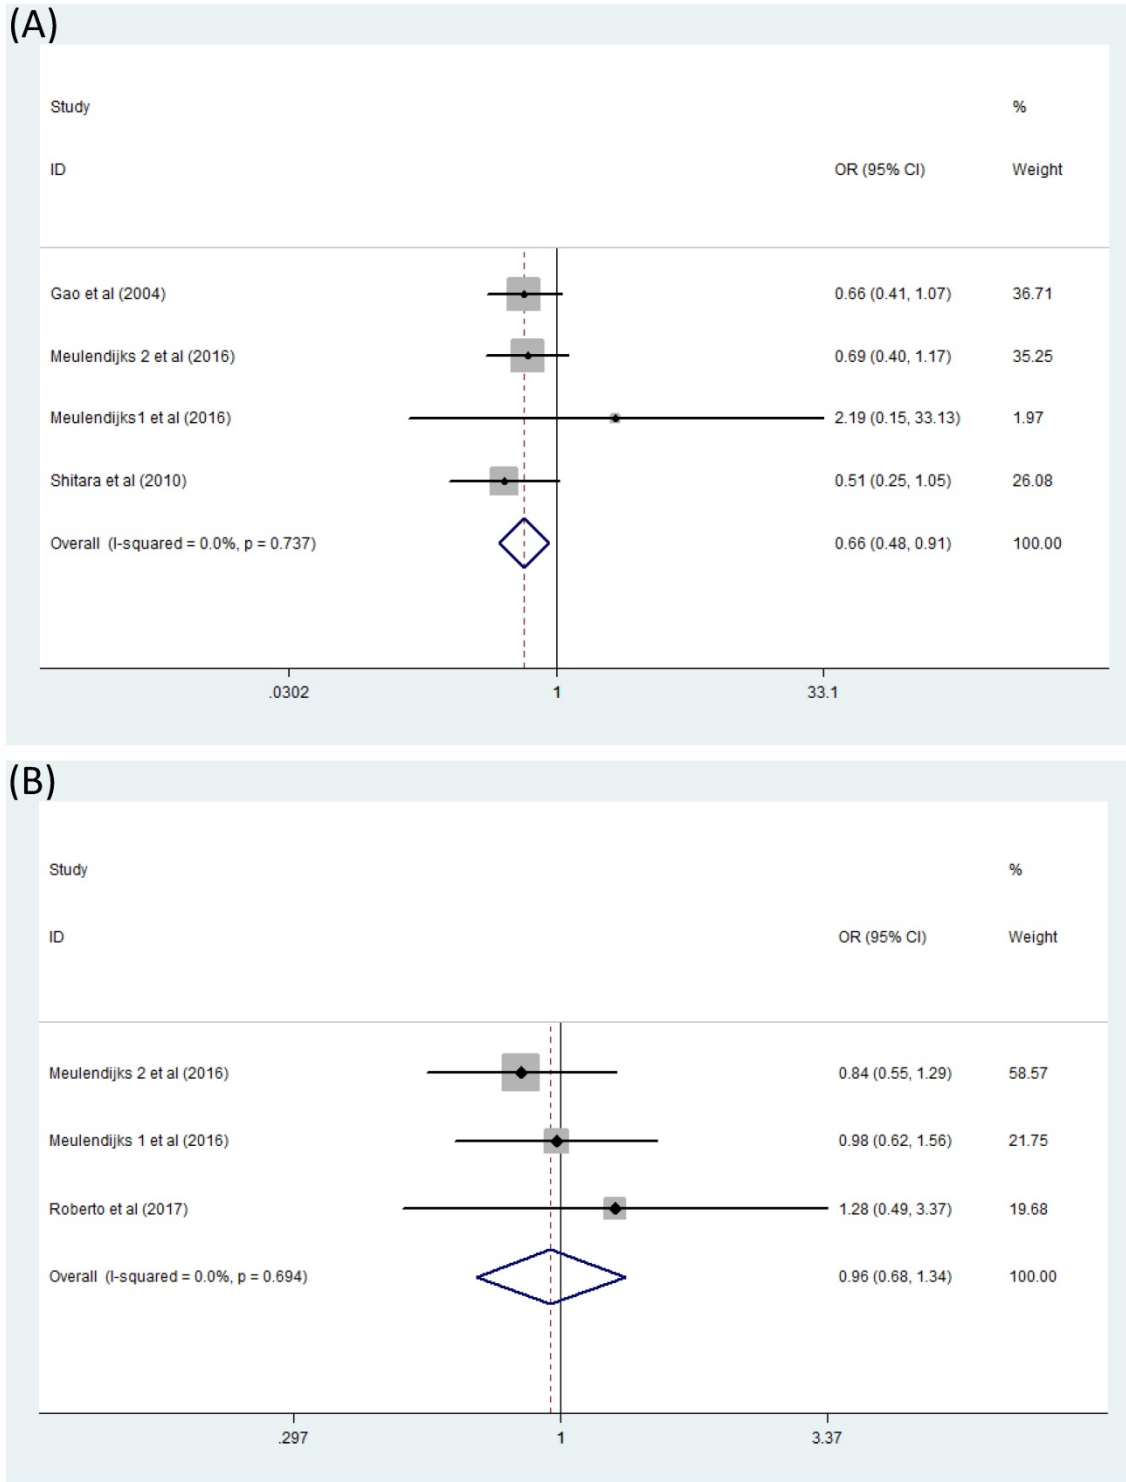 (A)
Study %
ID OR (95% CI) Weight
Gao et al (2004) 0.66 (0.41, 1.07) 36.71
Meulendijks 2 et al (2016) 0.69 (0.40, 1.17) 35.25
Meulendijks1 et al (2016) 2.19 (0.15, 33.13) 1.97
Shitara et al (2010) 0.51 (0.25, 1.05) 26.08
Overall (I-squared = 0.0%, p = 0.737) 0.66 (0.48, 0.91) 100.00
.0302 1 33.1
(B)
Study %
ID OR (95% CI) Weight
Meulendijks 2 et al (2016) 0.84 (0.55, 1.29) 58.57
Meulendijks 1 et al (2016) 0.98 (0.62, 1.56) 21.75
Roberto et al (2017) 1.28 (0.49, 3.37) 19.68
Overall (I-squared = 0.0%, p = 0.694) 0.96 (0.68, 1.34) 100.00
.297 1 3.37